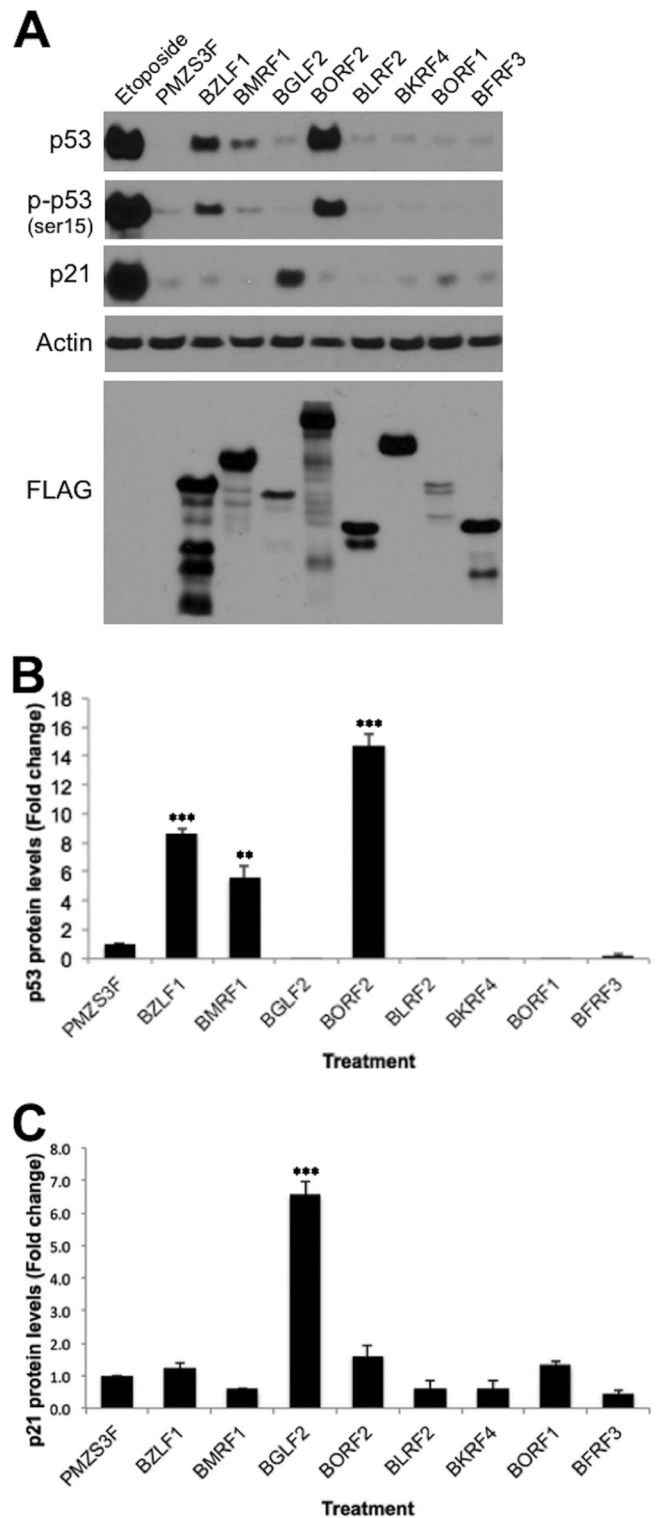 A
Etoposide PMZS3F BZLF1 BMRF1 BGLF2 BORF2 BLRF2 BKRF4 BORF1 BFRF3
p53
p-p53
(ser15)
p21
Actin
FLAG
B
p53 protein levels (Fold change)
18
16
14
12
10
8
6
4
2
0
***
**
***
PMZS3F BZLF1 BMRF1 BGLF2 BORF2 BLRF2 BKRF4 BORF1 BFRF3
Treatment
C
p21 protein levels (Fold change)
8.0
7.0
6.0
5.0
4.0
3.0
2.0
1.0
0.0
***
PMZS3F BZLF1 BMRF1 BGLF2 BORF2 BLRF2 BKRF4 BORF1 BFRF3
Treatment